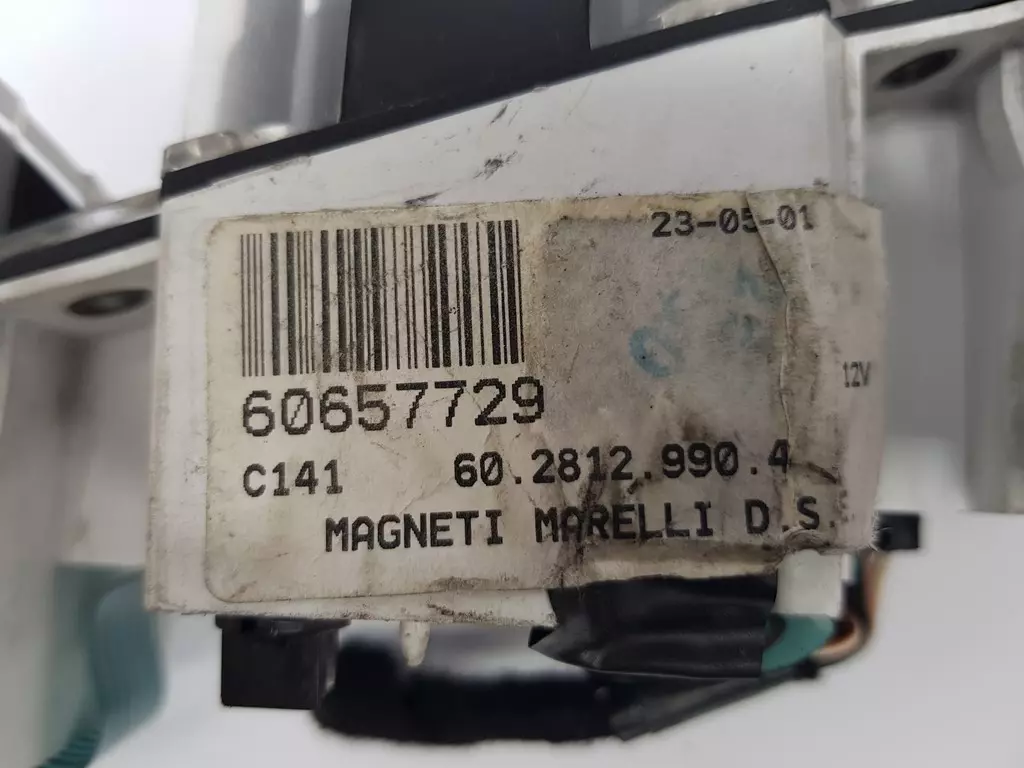 23-05-01
12V
60657729
C141 60.2812.990.4
MAGNETI MARELLI D.S.